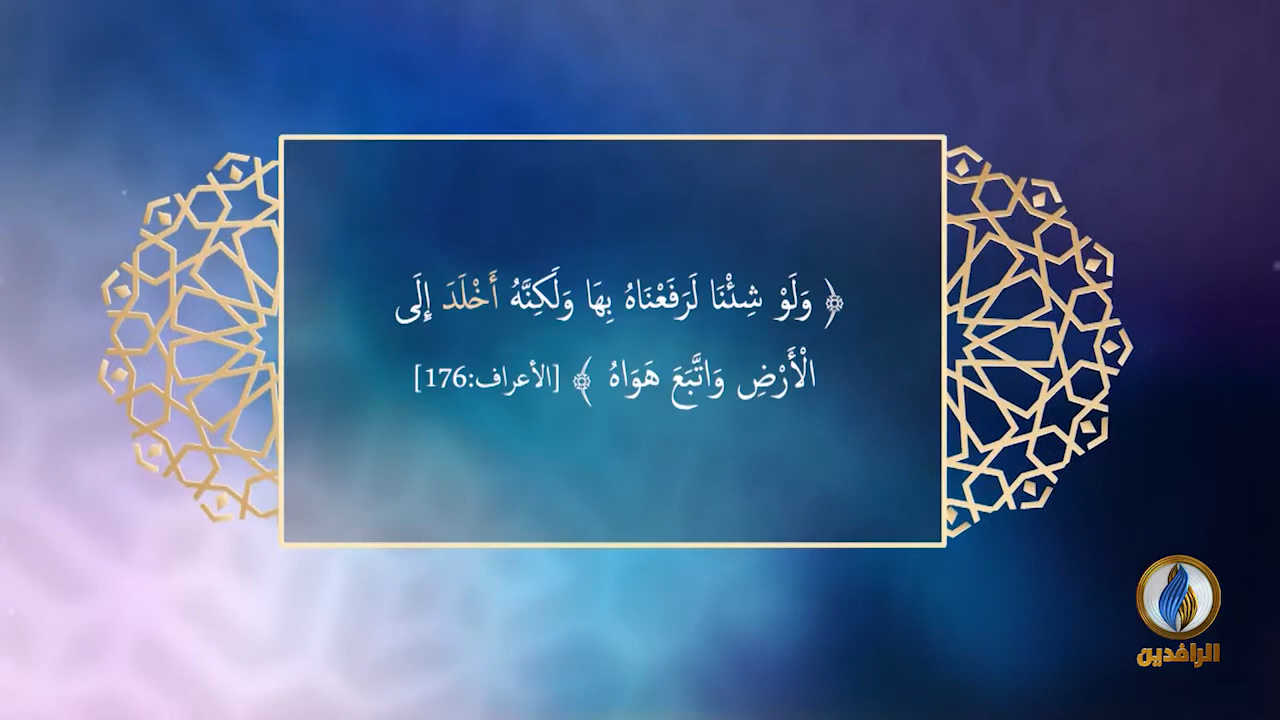 ﴿ وَلَوْ شِئْنَا لَرَفَعْنَاهُ بِهَا وَلَٰكِنَّهُ أَخْلَدَ إِلَى
الْأَرْضِ وَاتَّبَعَ هَوَاهُ ﴾ [الأعراف:176]
الرافدين